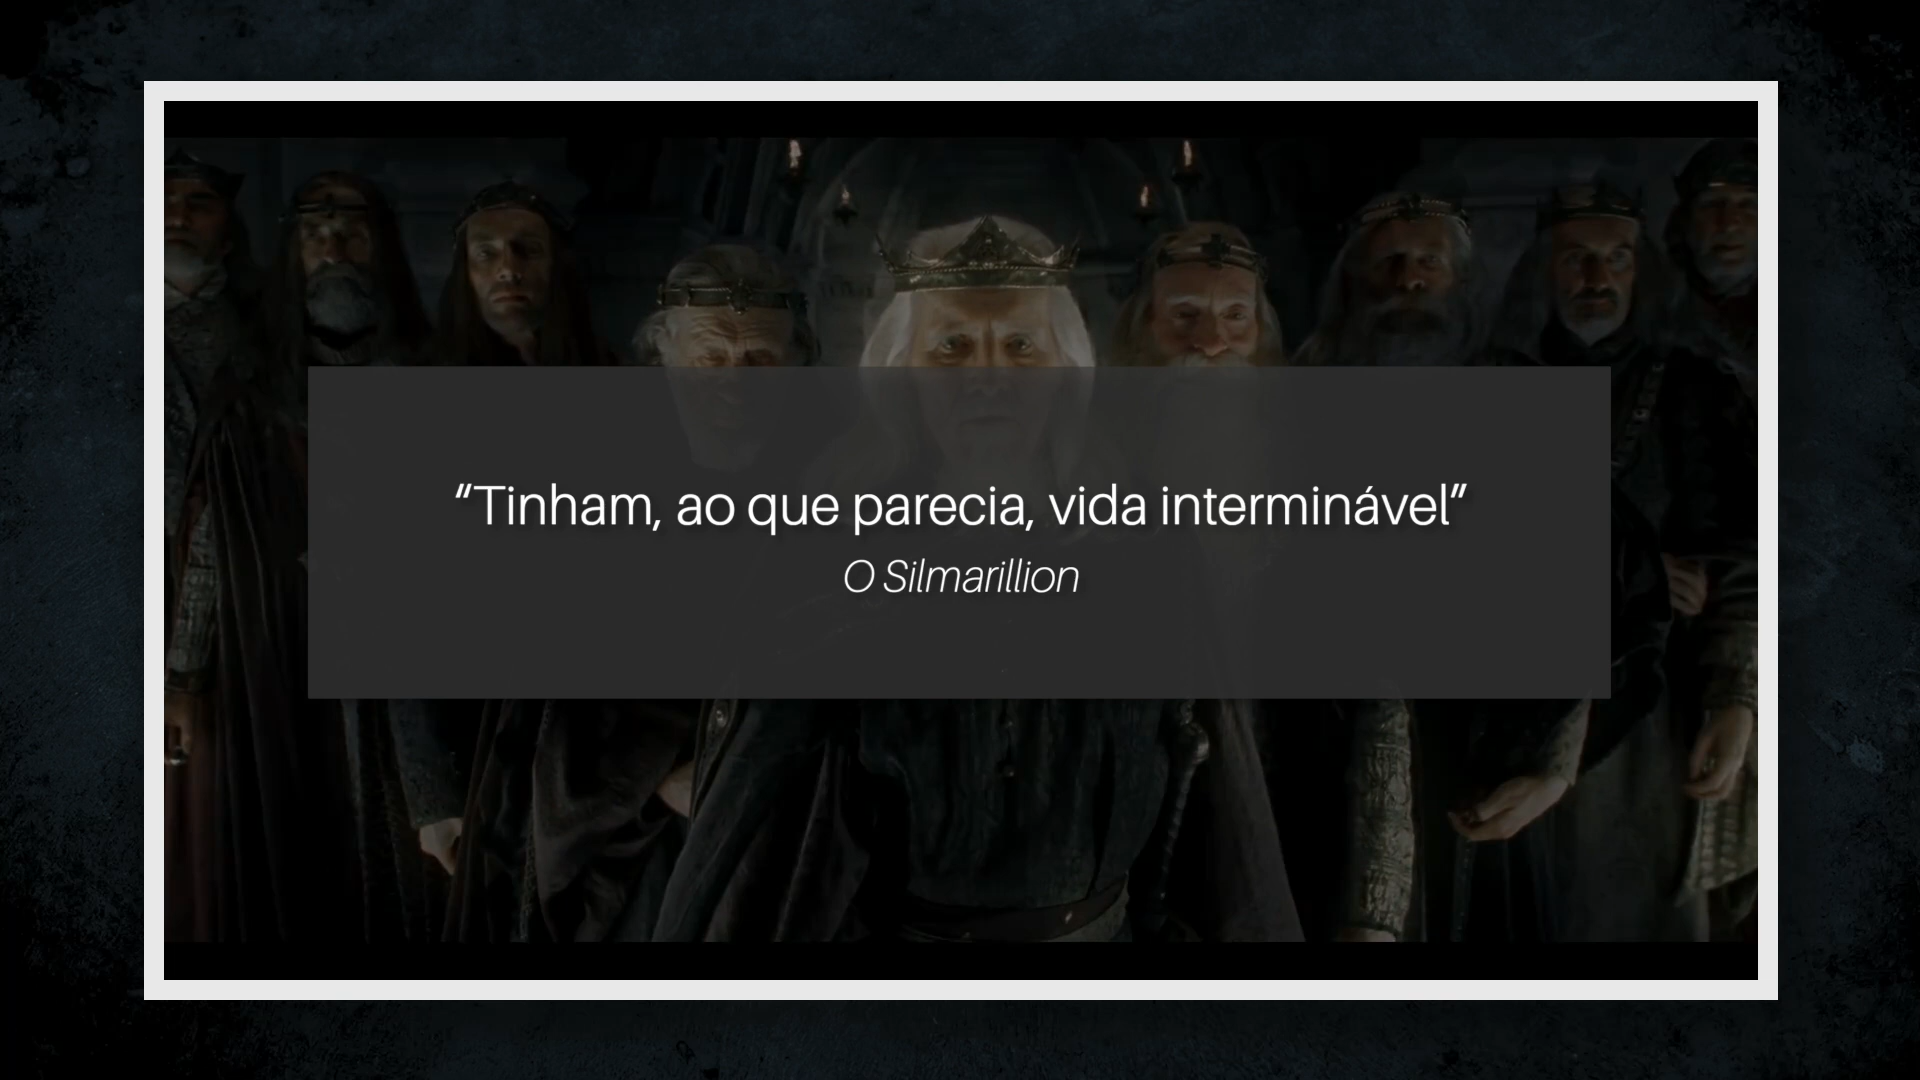 “Tinham, ao que parecia, vida interminável”
O Silmarillion